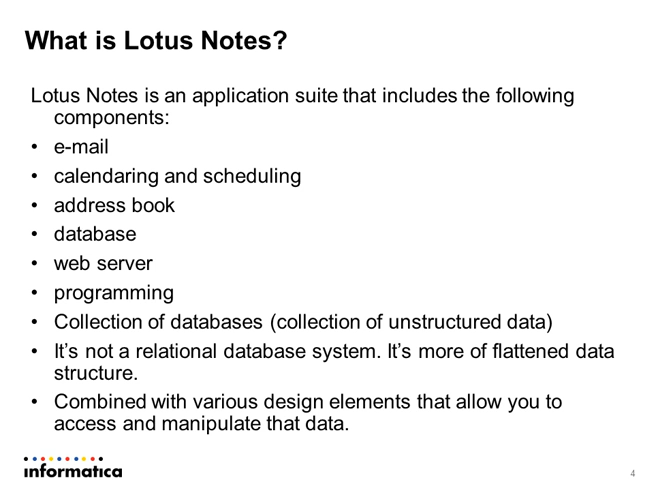 What is Lotus Notes?
Lotus Notes is an application suite that includes the following
components:
• e-mail
• calendaring and scheduling
• address book
• database
• web server
• programming
• Collection of databases (collection of unstructured data)
• It’s not a relational database system. It’s more of flattened data
structure.
• Combined with various design elements that allow you to
access and manipulate that data.
informatica
4